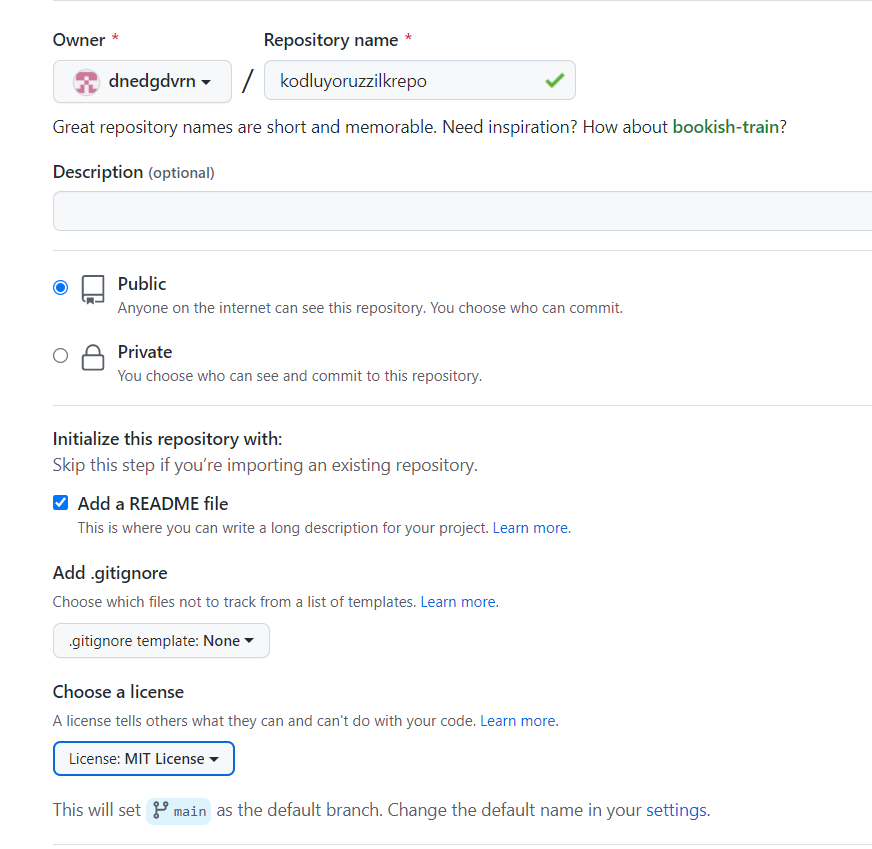 Owner * Repository name *
dnedgdvrn / kodluyoruzzilkrepo
Great repository names are short and memorable. Need inspiration? How about bookish-train?
Description (optional)
Public
Anyone on the internet can see this repository. You choose who can commit.
Private
You choose who can see and commit to this repository.
Initialize this repository with:
Skip this step if you’re importing an existing repository.
Add a README file
This is where you can write a long description for your project. Learn more.
Add .gitignore
Choose which files not to track from a list of templates. Learn more.
.gitignore template: None
Choose a license
A license tells others what they can and can't do with your code. Learn more.
License: MIT License
This will set main as the default branch. Change the default name in your settings.